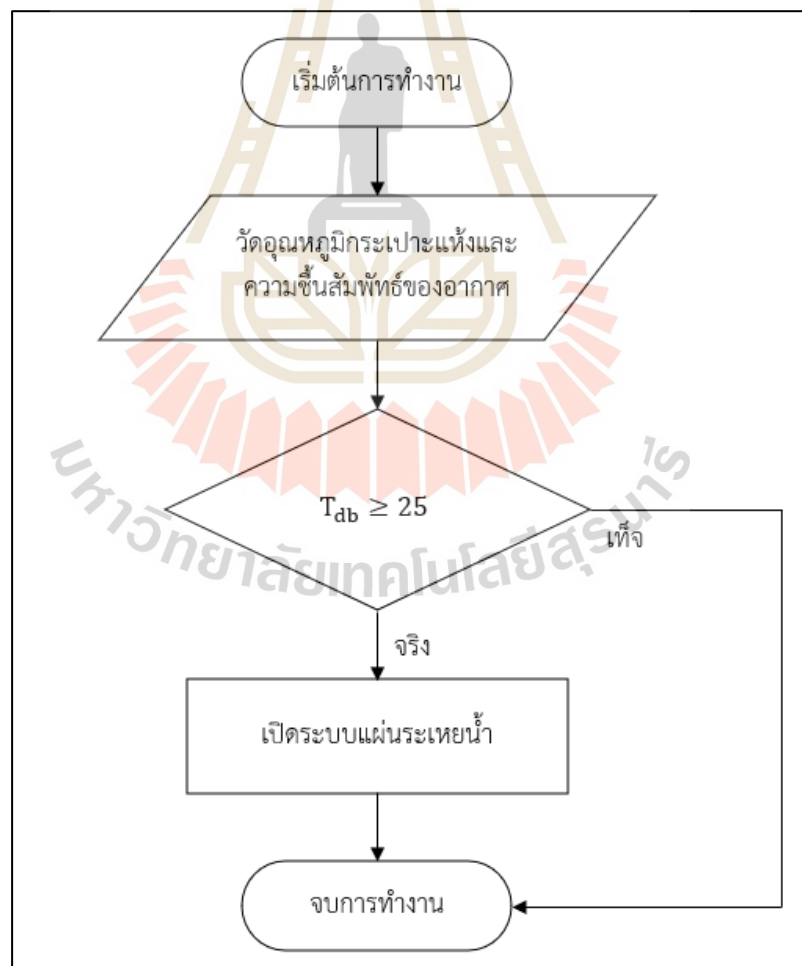 เริ่มต้นการทำงาน
วัดอุณหภูมิกระเปาะแห้งและ
ความชื้นสัมพัทธ์ของอากาศ
T_db ≥ 25
เท็จ
จริง
เปิดระบบแผ่นระเหยน้ำ
จบการทำงาน
มหาวิทยาลัยเทคโนโลยีสุรนารี